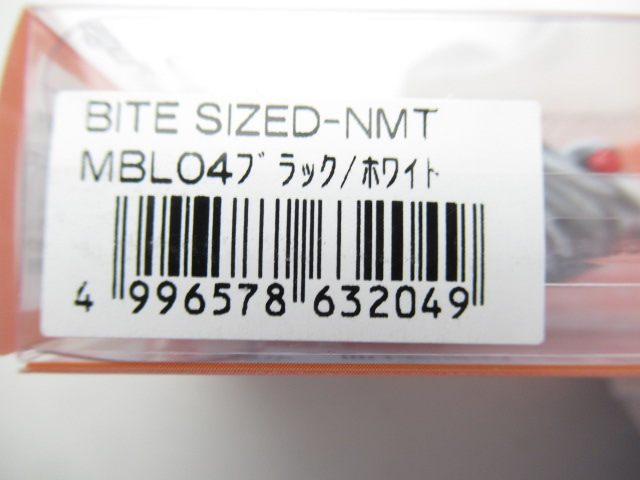 BITE SIZED-NMT
MBL04ﾌﾞﾗｯｸ/ﾎﾜｲﾄ
4 996578 632049